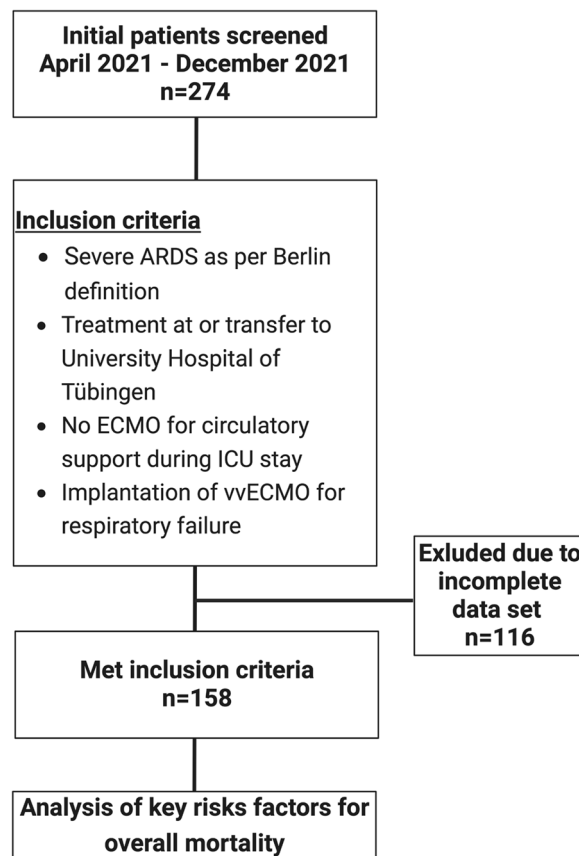 Initial patients screened
April 2021 - December 2021
n=274
Inclusion criteria
• Severe ARDS as per Berlin
definition
• Treatment at or transfer to
University Hospital of
Tübingen
• No ECMO for circulatory
support during ICU stay
• Implantation of vvECMO for
respiratory failure
Exluded due to
incomplete
data set
n=116
Met inclusion criteria
n=158
Analysis of key risks factors for
overall mortality